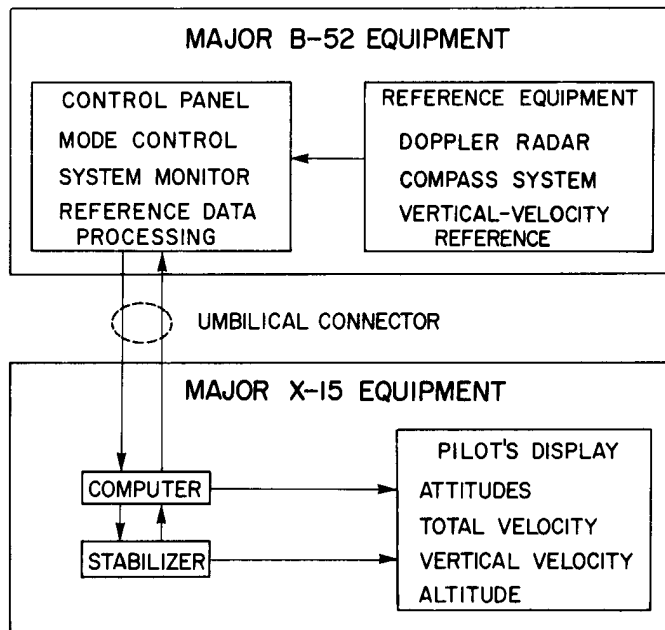 MAJOR B-52 EQUIPMENT
CONTROL PANEL
MODE CONTROL
SYSTEM MONITOR
REFERENCE DATA
PROCESSING
REFERENCE EQUIPMENT
DOPPLER RADAR
COMPASS SYSTEM
VERTICAL-VELOCITY
REFERENCE
UMBILICAL CONNECTOR
MAJOR X-15 EQUIPMENT
COMPUTER
STABILIZER
PILOT'S DISPLAY
ATTITUDES
TOTAL VELOCITY
VERTICAL VELOCITY
ALTITUDE